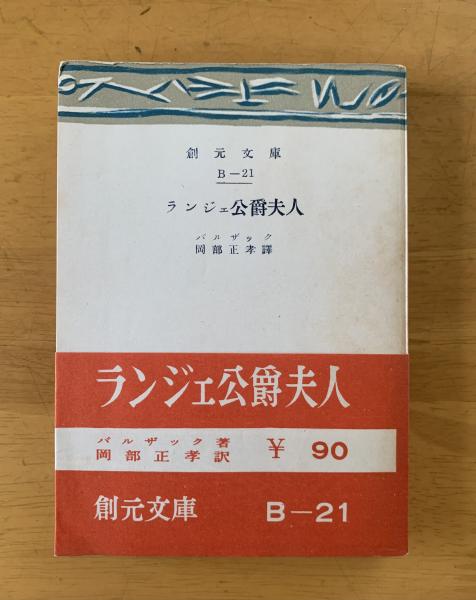 創元文庫
B—21
ランジェ公爵夫人
バルザック
岡部正孝譯
ランジェ公爵夫人
バルザック著
岡部正孝訳
¥ 90
創元文庫 B—21